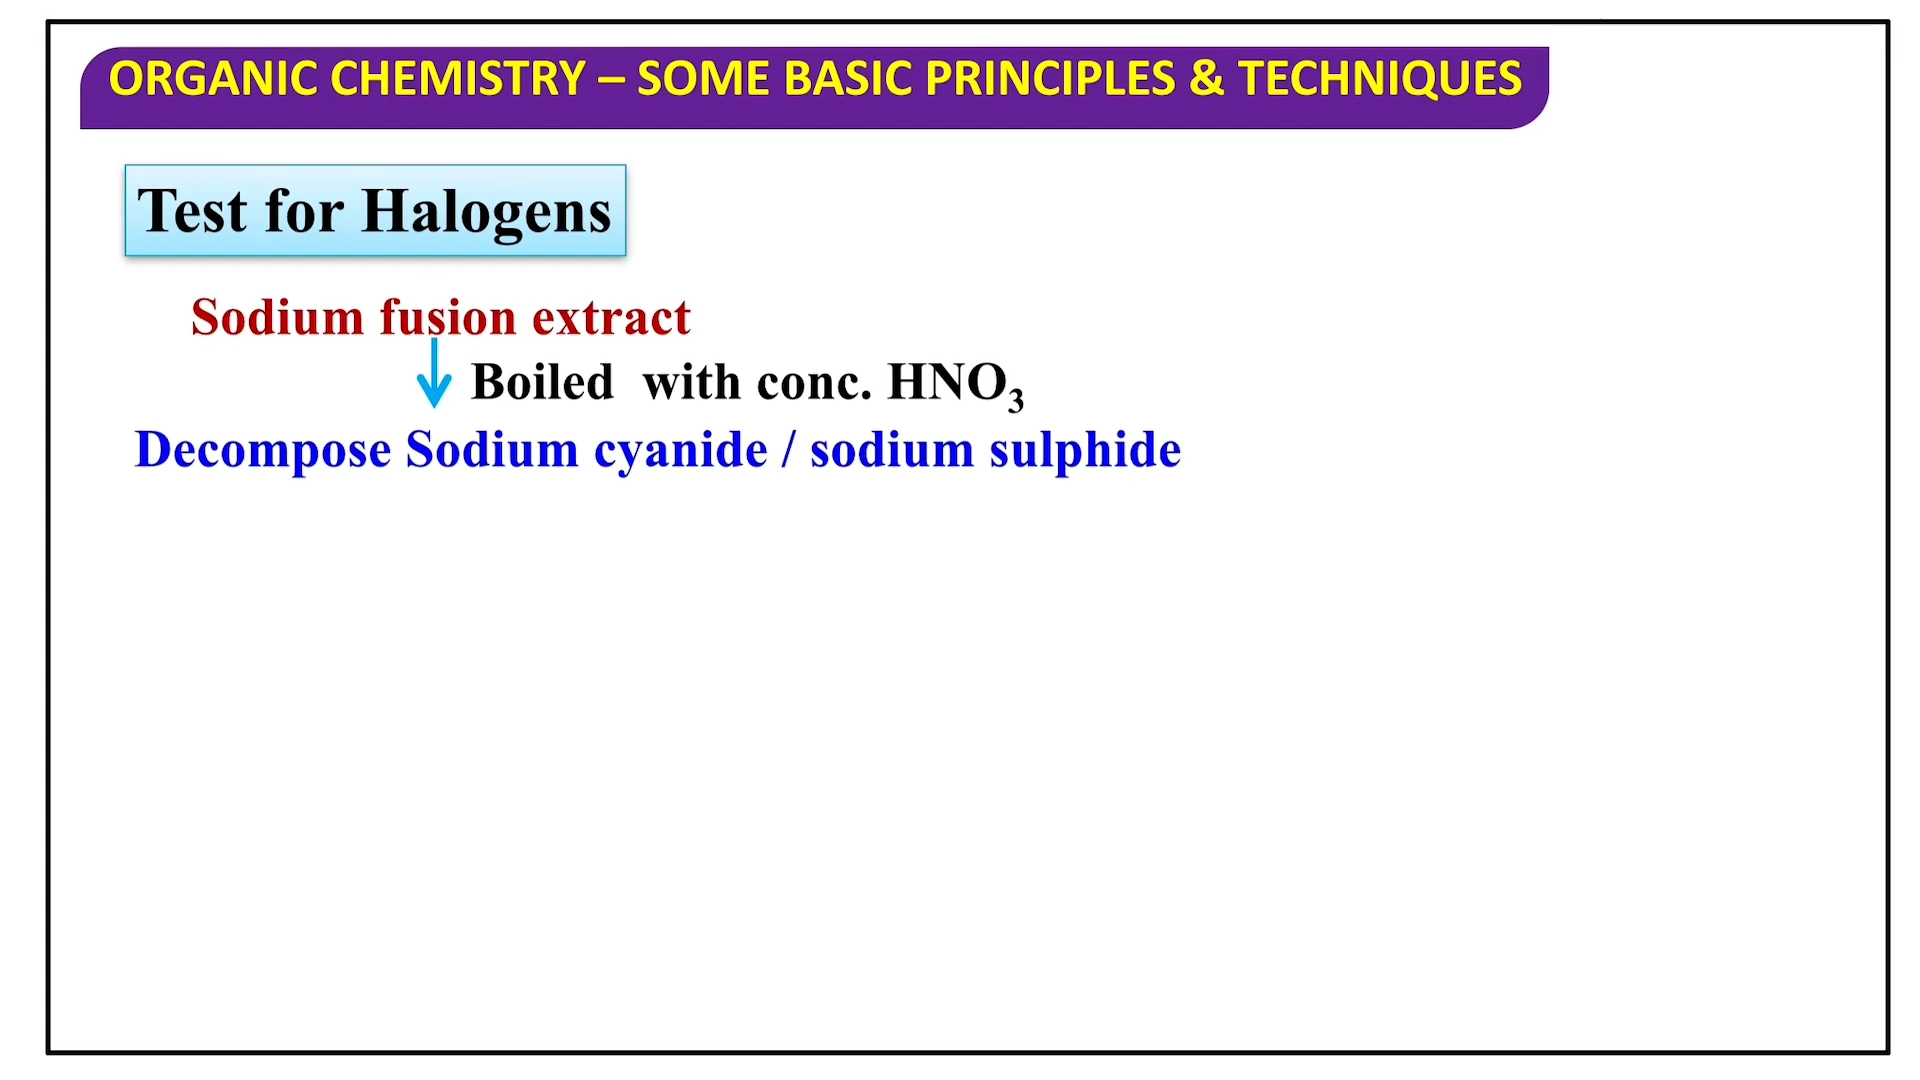 ORGANIC CHEMISTRY – SOME BASIC PRINCIPLES & TECHNIQUES
Test for Halogens
Sodium fusion extract
Boiled with conc. HNO₃
Decompose Sodium cyanide / sodium sulphide